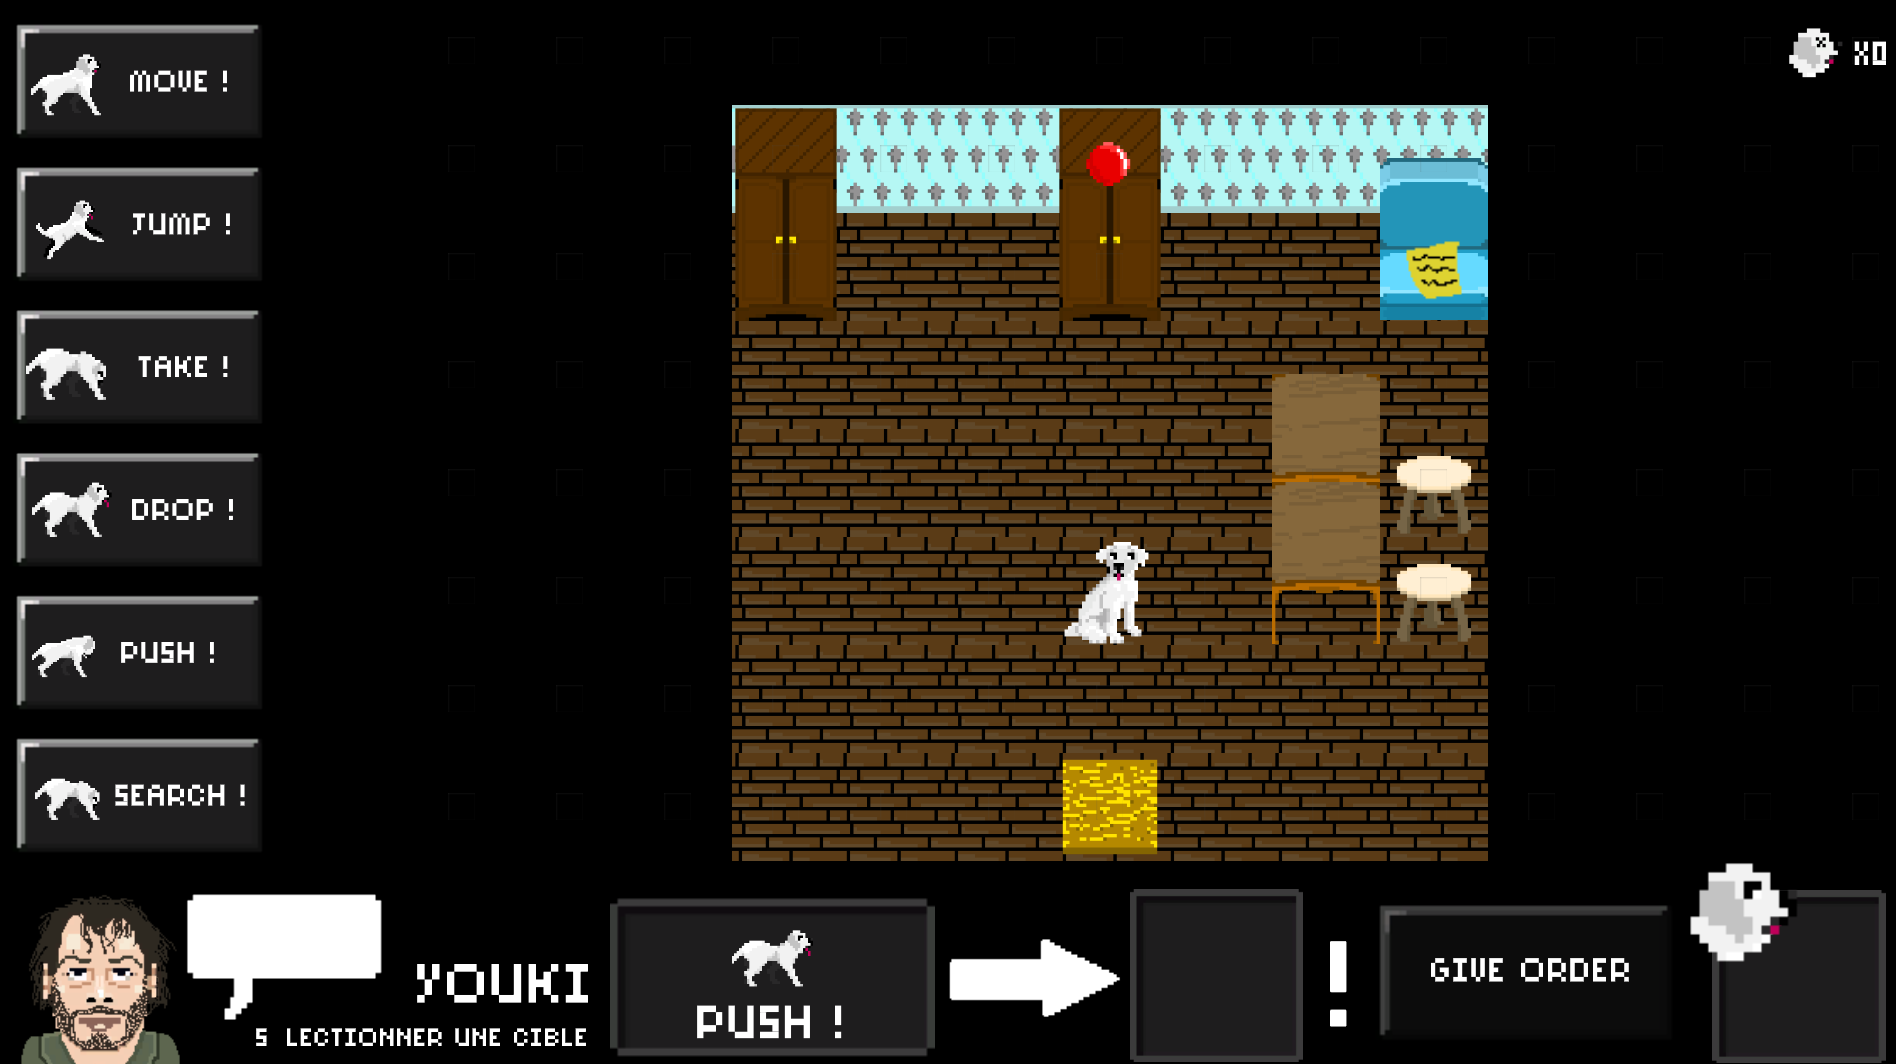 MOVE !
X0
JUMP !
TAKE !
DROP !
PUSH !
SEARCH !
YOUKI
S LECTIONNER UNE CIBLE
PUSH !
!
GIVE ORDER